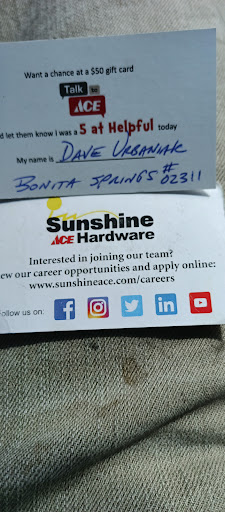 Want a chance at a $50 gift card
Talk to
ACE
d let them know I was a 5 at Helpful today
My name is DAVE URBANIAK
BONITA SPRINGS # 02311
Sunshine
ACE Hardware
Interested in joining our team?
ew our career opportunities and apply online:
www.sunshineace.com/careers
ollow us on: